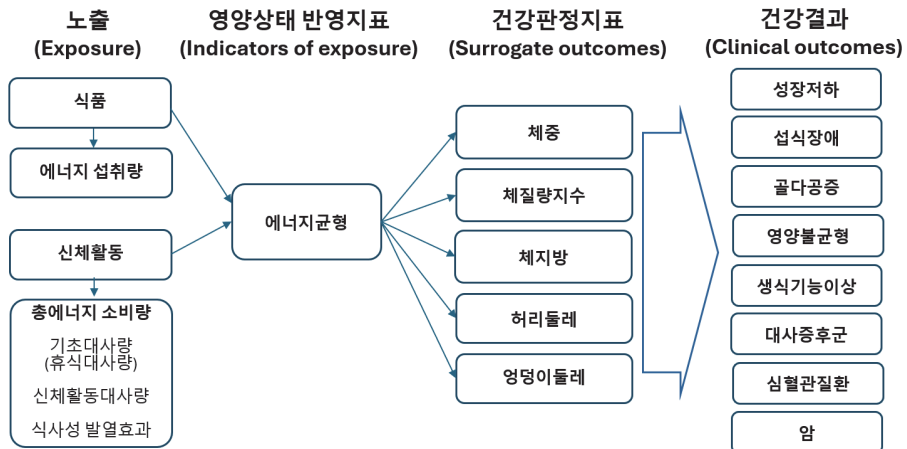 노출
(Exposure)
영양상태 반영지표
(Indicators of exposure)
건강판정지표
(Surrogate outcomes)
건강결과
(Clinical outcomes)
식품
에너지 섭취량
신체활동
총에너지 소비량
기초대사량
(휴식대사량)
신체활동대사량
식사성 발열효과
에너지균형
체중
체질량지수
체지방
허리둘레
엉덩이둘레
성장저하
섭식장애
골다공증
영양불균형
생식기능이상
대사증후군
심혈관질환
암